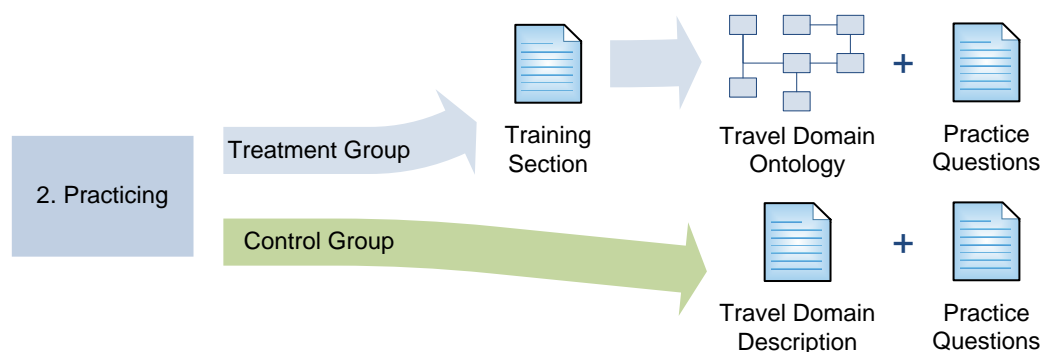 2. Practicing
Treatment Group
Training
Section
Travel Domain
Ontology
+
Practice
Questions
Control Group
Travel Domain
Description
+
Practice
Questions